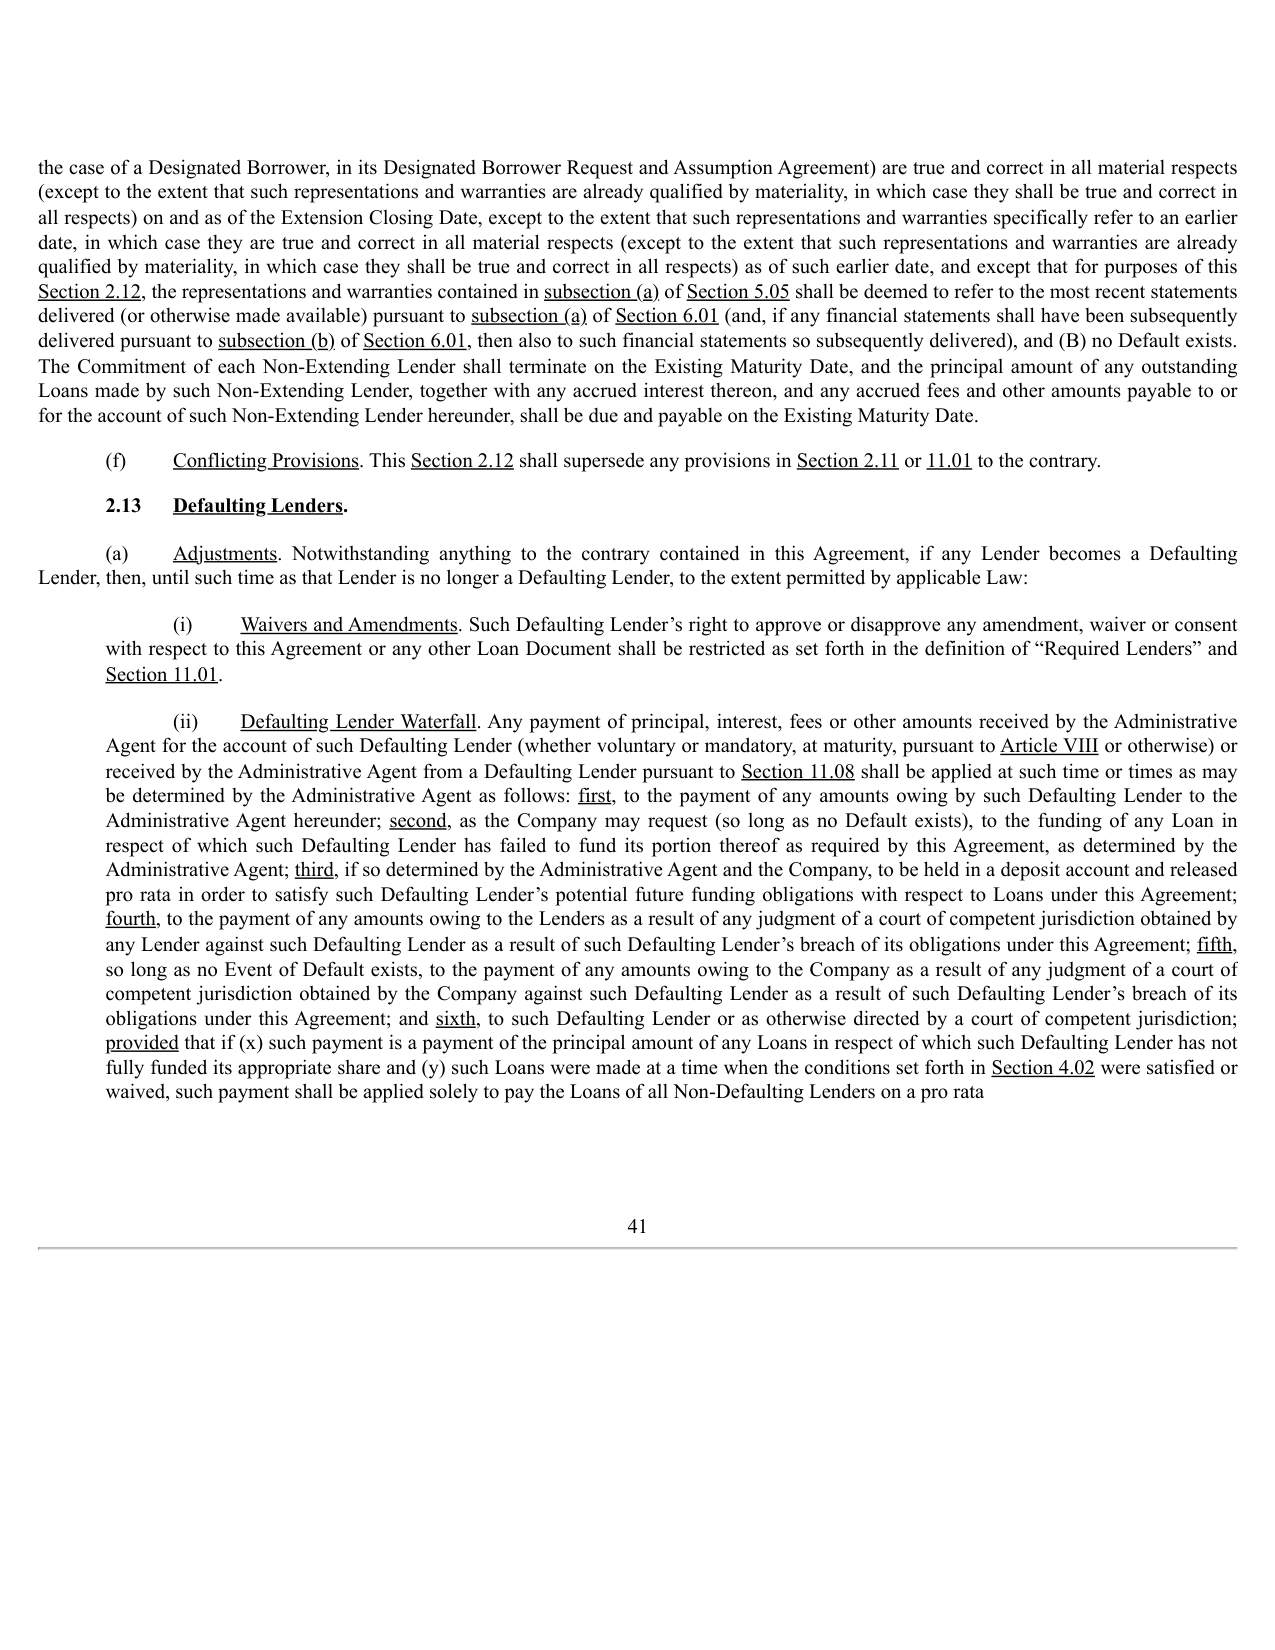 the case of a Designated Borrower, in its Designated Borrower Request and Assumption Agreement) are true and correct in all material respects
(except to the extent that such representations and warranties are already qualified by materiality, in which case they shall be true and correct in
all respects) on and as of the Extension Closing Date, except to the extent that such representations and warranties specifically refer to an earlier
date, in which case they are true and correct in all material respects (except to the extent that such representations and warranties are already
qualified by materiality, in which case they shall be true and correct in all respects) as of such earlier date, and except that for purposes of this
Section 2.12, the representations and warranties contained in subsection (a) of Section 5.05 shall be deemed to refer to the most recent statements
delivered (or otherwise made available) pursuant to subsection (a) of Section 6.01 (and, if any financial statements shall have been subsequently
delivered pursuant to subsection (b) of Section 6.01, then also to such financial statements so subsequently delivered), and (B) no Default exists.
The Commitment of each Non-Extending Lender shall terminate on the Existing Maturity Date, and the principal amount of any outstanding
Loans made by such Non-Extending Lender, together with any accrued interest thereon, and any accrued fees and other amounts payable to or
for the account of such Non-Extending Lender hereunder, shall be due and payable on the Existing Maturity Date.
(f) Conflicting Provisions. This Section 2.12 shall supersede any provisions in Section 2.11 or 11.01 to the contrary.
2.13 Defaulting Lenders.
(a) Adjustments. Notwithstanding anything to the contrary contained in this Agreement, if any Lender becomes a Defaulting
Lender, then, until such time as that Lender is no longer a Defaulting Lender, to the extent permitted by applicable Law:
(i) Waivers and Amendments. Such Defaulting Lender’s right to approve or disapprove any amendment, waiver or consent
with respect to this Agreement or any other Loan Document shall be restricted as set forth in the definition of “Required Lenders” and
Section 11.01.
(ii) Defaulting Lender Waterfall. Any payment of principal, interest, fees or other amounts received by the Administrative
Agent for the account of such Defaulting Lender (whether voluntary or mandatory, at maturity, pursuant to Article VIII or otherwise) or
received by the Administrative Agent from a Defaulting Lender pursuant to Section 11.08 shall be applied at such time or times as may
be determined by the Administrative Agent as follows: first, to the payment of any amounts owing by such Defaulting Lender to the
Administrative Agent hereunder; second, as the Company may request (so long as no Default exists), to the funding of any Loan in
respect of which such Defaulting Lender has failed to fund its portion thereof as required by this Agreement, as determined by the
Administrative Agent; third, if so determined by the Administrative Agent and the Company, to be held in a deposit account and released
pro rata in order to satisfy such Defaulting Lender’s potential future funding obligations with respect to Loans under this Agreement;
fourth, to the payment of any amounts owing to the Lenders as a result of any judgment of a court of competent jurisdiction obtained by
any Lender against such Defaulting Lender as a result of such Defaulting Lender’s breach of its obligations under this Agreement; fifth,
so long as no Event of Default exists, to the payment of any amounts owing to the Company as a result of any judgment of a court of
competent jurisdiction obtained by the Company against such Defaulting Lender as a result of such Defaulting Lender’s breach of its
obligations under this Agreement; and sixth, to such Defaulting Lender or as otherwise directed by a court of competent jurisdiction;
provided that if (x) such payment is a payment of the principal amount of any Loans in respect of which such Defaulting Lender has not
fully funded its appropriate share and (y) such Loans were made at a time when the conditions set forth in Section 4.02 were satisfied or
waived, such payment shall be applied solely to pay the Loans of all Non-Defaulting Lenders on a pro rata
41